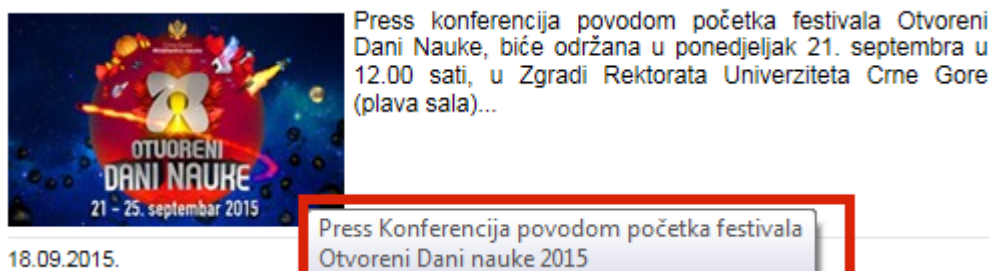 Press konferencija povodom početka festivala Otvoreni
Dani Nauke, biće održana u ponedjeljak 21. septembra u
12.00 sati, u Zgradi Rektorata Univerziteta Crne Gore
(plava sala)...
OTVORENI
DANI NAUKE
21 - 25. septembar 2015
Press Konferencija povodom početka festivala
Otvoreni Dani nauke 2015
18.09.2015.